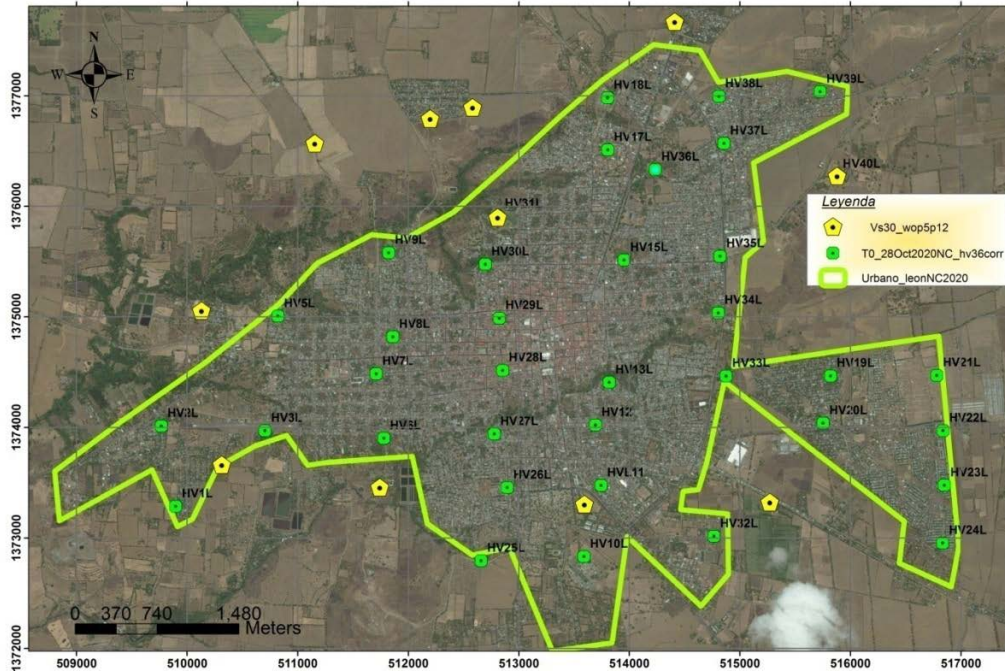 N
W E
S
HV18L
HV38L
HV39L
HV17L
HV37L
HV36L
HV40L
HV31L
HV9L
HV30L
HV15L
HV35L
HV5L
HV34L
HV29L
HV8L
HV7L
HV28L
HV13L
HV33L
HV19L
HV21L
HV2L
HV3L
HV6L
HV27L
HV12
HV20L
HV22L
HV1L
HV26L
HVL11
HV23L
HV32L
HV24L
HV25L
HV10L
Leyenda
Vs30_wop5p12
T0_28Oct2020NC_hv36corr
Urbano_leonNC2020
0 370 740 1,480
Meters
1377000
1376000
1375000
1374000
1373000
1372000
509000 510000 511000 512000 513000 514000 515000 516000 517000